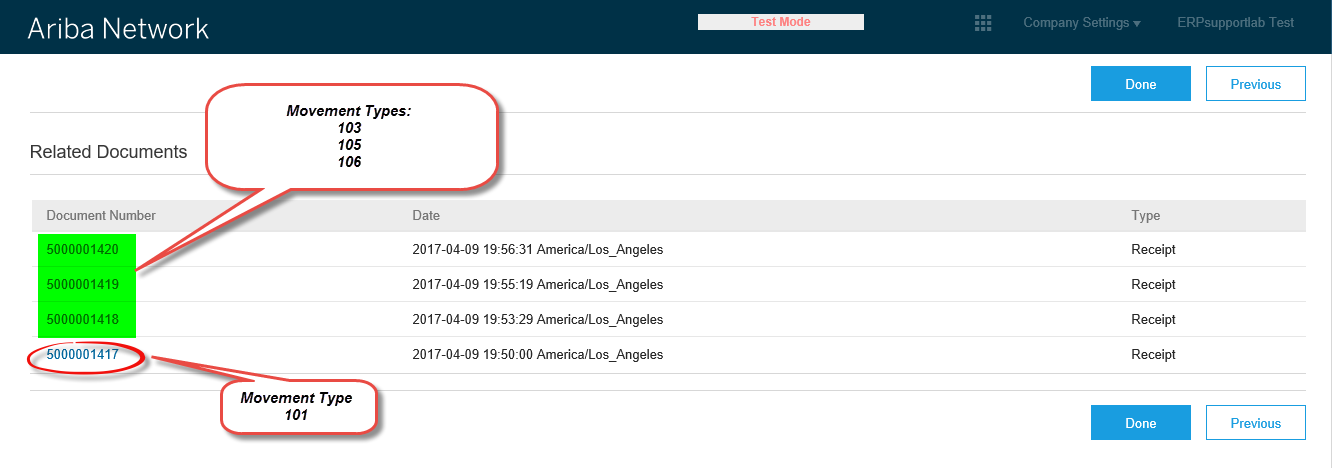 Ariba Network
Test Mode
Company Settings
ERPsupportlab Test
Done
Previous
Movement Types:
103
105
106
Related Documents
Document Number Date Type
5000001420 2017-04-09 19:56:31 America/Los_Angeles Receipt
5000001419 2017-04-09 19:55:19 America/Los_Angeles Receipt
5000001418 2017-04-09 19:53:29 America/Los_Angeles Receipt
5000001417 2017-04-09 19:50:00 America/Los_Angeles Receipt
Movement Type
101
Done
Previous